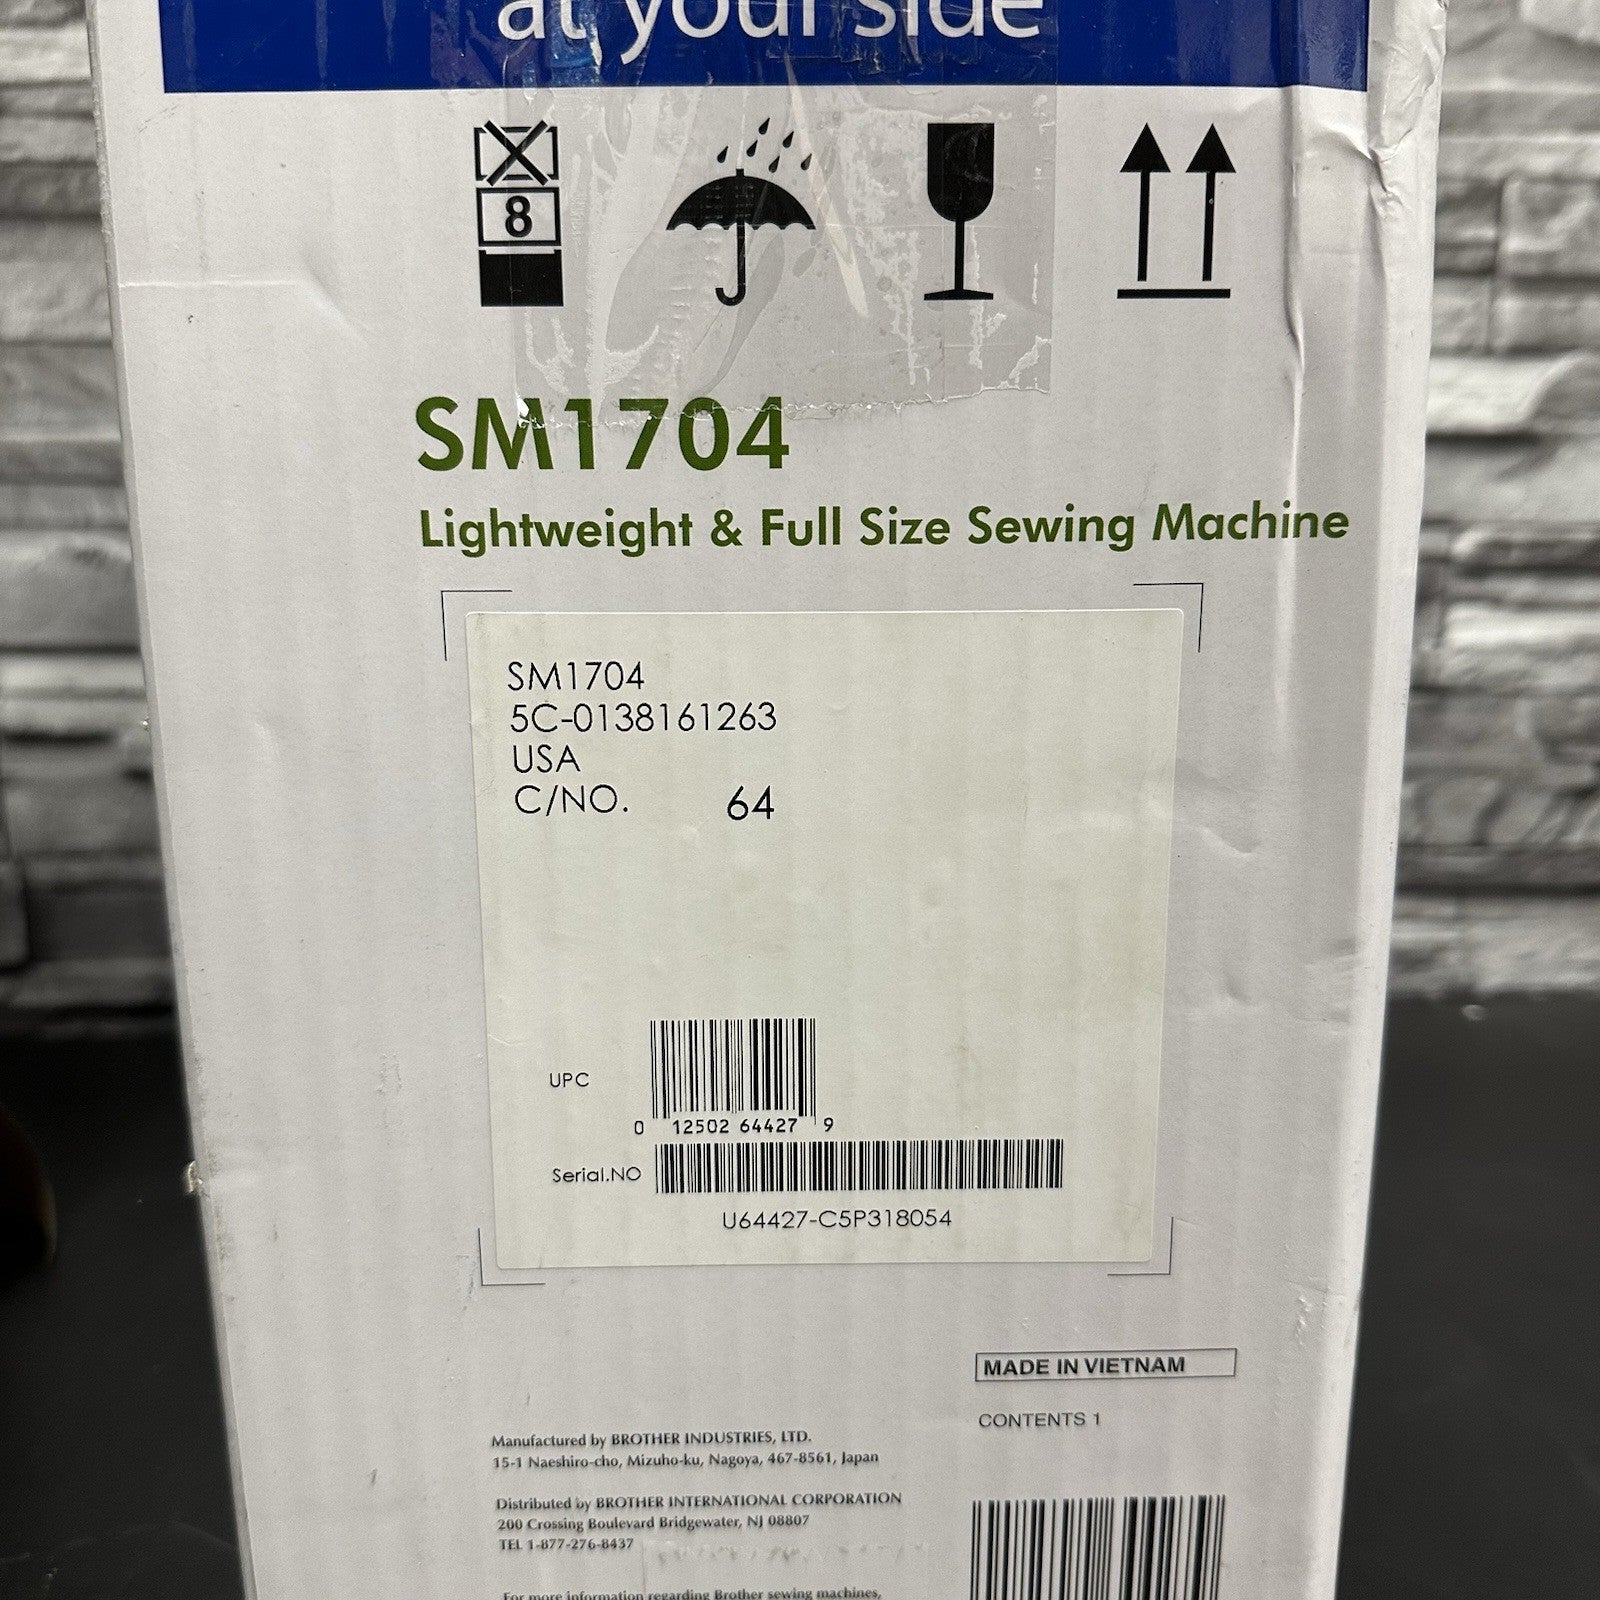 at your side
8
SM1704
Lightweight & Full Size Sewing Machine
SM1704
5C-0138161263
USA
C/NO. 64
UPC
0 12502 64427 9
Serial.NO
U64427-C5P318054
MADE IN VIETNAM
CONTENTS 1
Manufactured by BROTHER INDUSTRIES, LTD.
15-1 Naeshiro-cho, Mizuho-ku, Nagoya, 467-8561, Japan
Distributed by BROTHER INTERNATIONAL CORPORATION
200 Crossing Boulevard Bridgewater, NJ 08807
TEL 1-877-276-8437
For more information regarding Brother sewing machines,